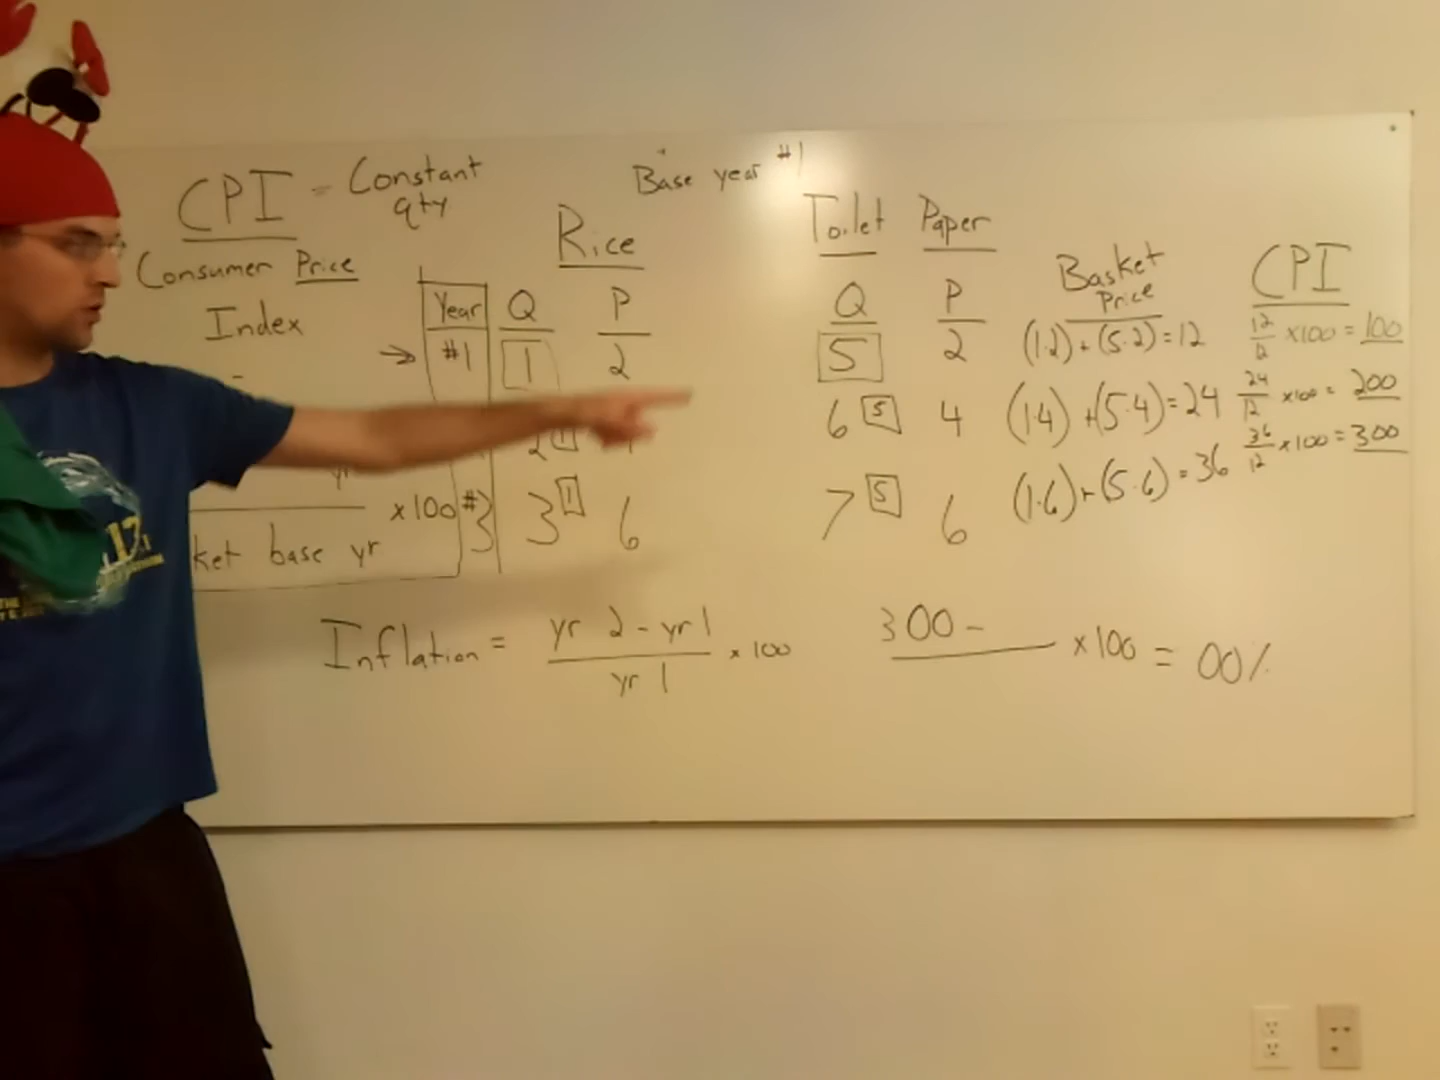 CPI = Constant qty
Base year #1
Consumer Price Index
Rice
Toilet Paper
Year Q P Q P Basket Price CPI
#1 1 2 5 2 (1·2) + (5·2) = 12 12/12 x100 = 100
2 1 6 5 4 (1·4) + (5·4) = 24 24/12 x100 = 200
#3 3 1 6 7 5 6 (1·6) + (5·6) = 36 36/12 x100 = 300
yr
x100
ket base yr
Inflation = yr 2 - yr 1 / yr 1 x 100
300 - x100 = 00%
17